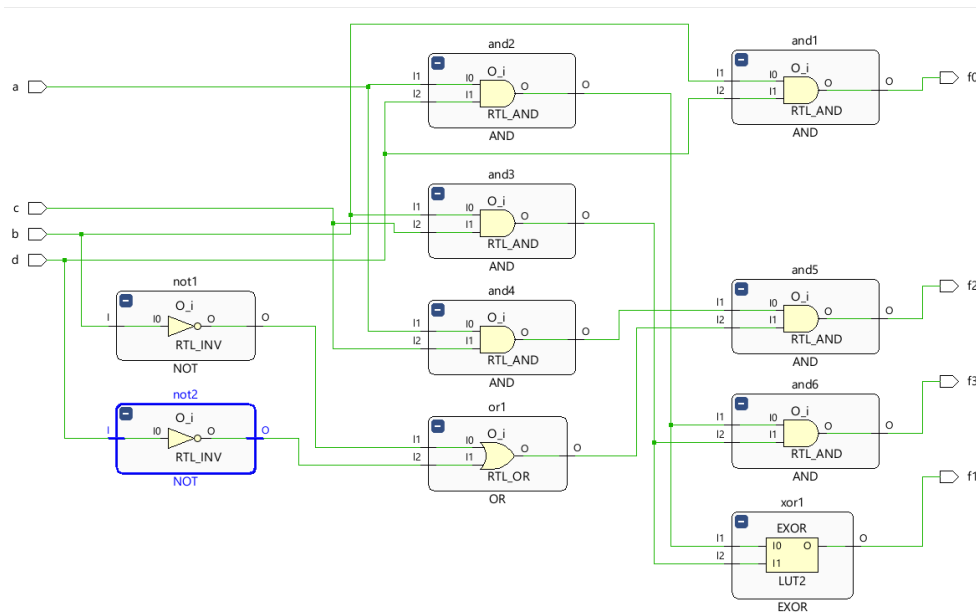 a
c
b
d
and2
I1
I2
I0
I1
O_i
O
O
RTL_AND
AND
and1
I1
I2
I0
I1
O_i
O
O
RTL_AND
AND
f0
and3
I1
I2
I0
I1
O_i
O
O
RTL_AND
AND
not1
I
I0
O_i
O
O
RTL_INV
NOT
and4
I1
I2
I0
I1
O_i
O
O
RTL_AND
AND
and5
I1
I2
I0
I1
O_i
O
O
RTL_AND
AND
f2
not2
I
I0
O_i
O
O
RTL_INV
NOT
or1
I1
I2
I0
I1
O_i
O
O
RTL_OR
OR
and6
I1
I2
I0
I1
O_i
O
O
RTL_AND
AND
f3
xor1
EXOR
I1
I2
I0
I1
O
O
LUT2
EXOR
f1